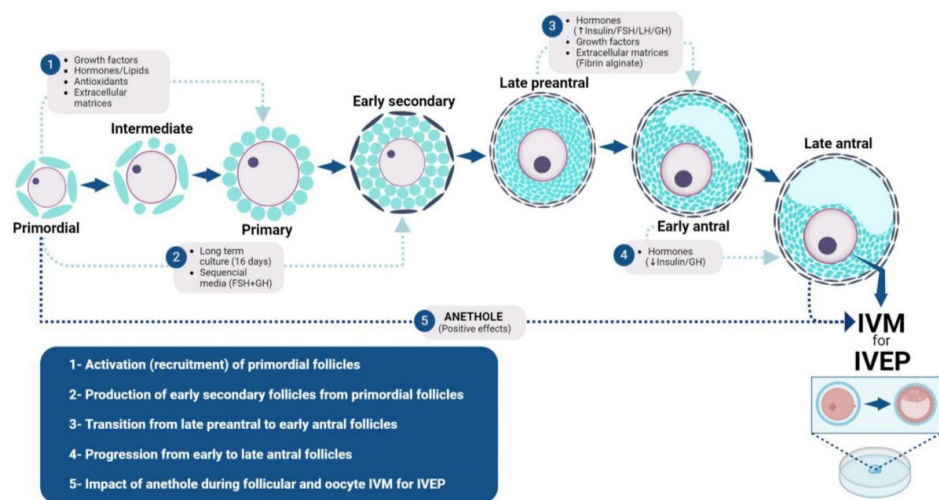 1
• Growth factors
• Hormones/Lipids
• Antioxidants
• Extracellular
matrices
3
• Hormones
(↑Insulin/FSH/LH/GH)
• Growth factors
• Extracellular matrices
(Fibrin alginate)
Intermediate
Early secondary
Late preantral
Late antral
Primordial
Primary
Early antral
2
• Long term
culture (16 days)
• Sequencial
media (FSH+GH)
4
• Hormones
(↓Insulin/GH)
5
ANETHOLE
(Positive effects)
IVM
for
IVEP
1- Activation (recruitment) of primordial follicles
2- Production of early secondary follicles from primordial follicles
3- Transition from late preantral to early antral follicles
4- Progression from early to late antral follicles
5- Impact of anethole during follicular and oocyte IVM for IVEP